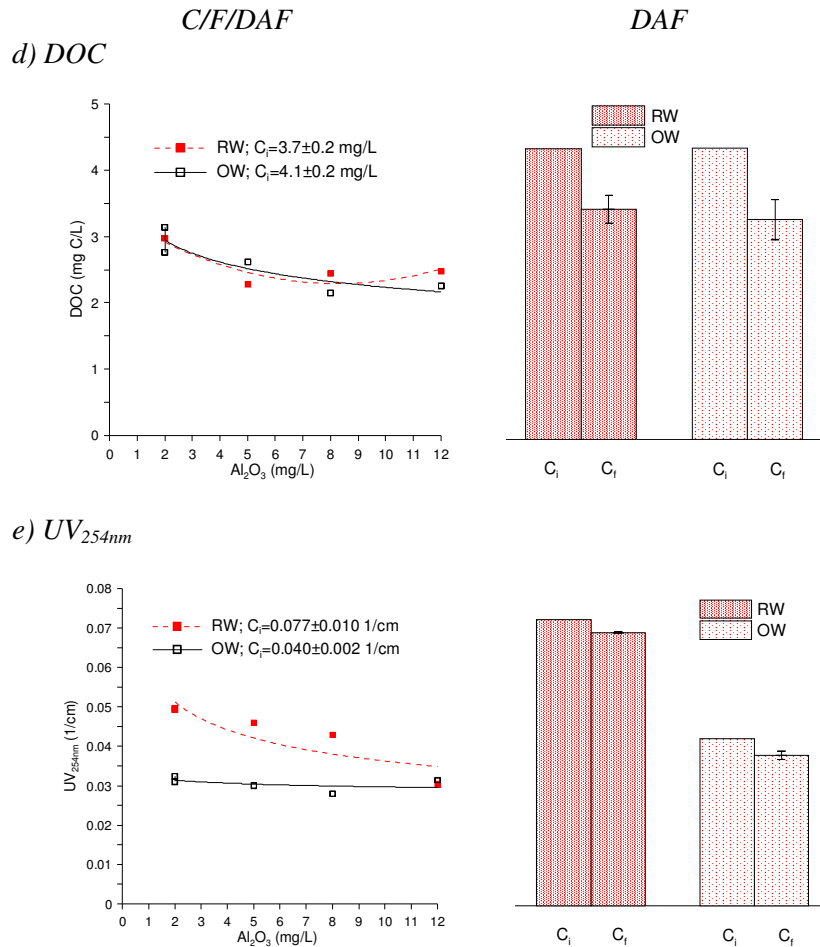 C/F/DAF
DAF
d) DOC
5
4
3
2
1
0
DOC (mg C/L)
RW; Cᵢ=3.7±0.2 mg/L
OW; Cᵢ=4.1±0.2 mg/L
0 1 2 3 4 5 6 7 8 9 10 11 12
Al₂O₃ (mg/L)
RW
OW
Cᵢ C_f Cᵢ C_f
e) UV₂₅₄ₙₘ
0.08
0.07
0.06
0.05
0.04
0.03
0.02
0.01
0
UV₂₅₄ₙₘ (1/cm)
RW; Cᵢ=0.077±0.010 1/cm
OW; Cᵢ=0.040±0.002 1/cm
0 1 2 3 4 5 6 7 8 9 10 11 12
Al₂O₃ (mg/L)
RW
OW
Cᵢ C_f Cᵢ C_f